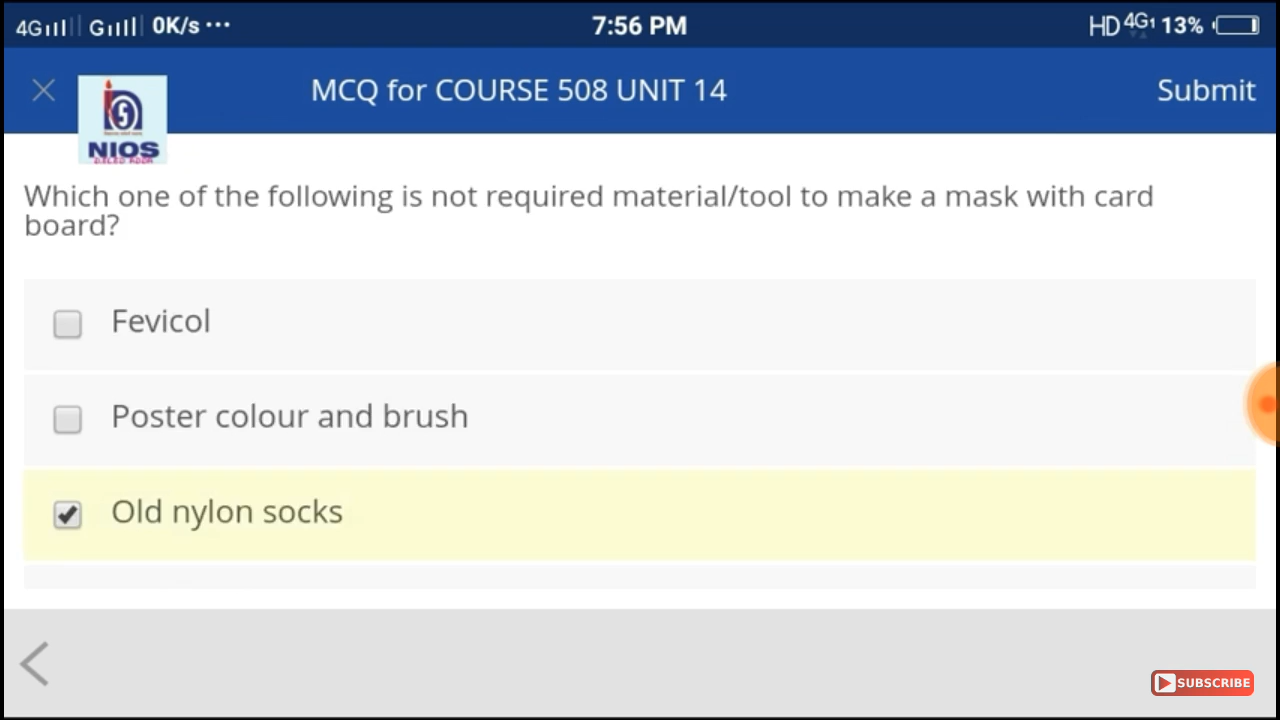 4G G 0K/s ... 7:56 PM HD 4G1 13%
MCQ for COURSE 508 UNIT 14 Submit
NIOS
Which one of the following is not required material/tool to make a mask with card
board?
Fevicol
Poster colour and brush
Old nylon socks
SUBSCRIBE